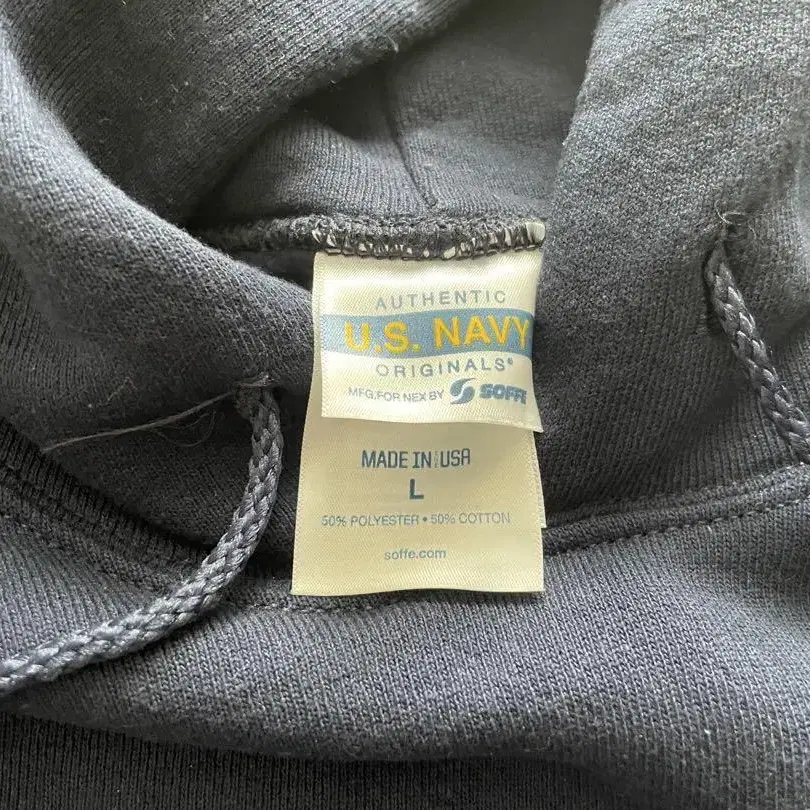 AUTHENTIC
U.S. NAVY
ORIGINALS®
MFG. FOR NEX BY SOFFE
MADE IN USA
L
50% POLYESTER • 50% COTTON
soffe.com